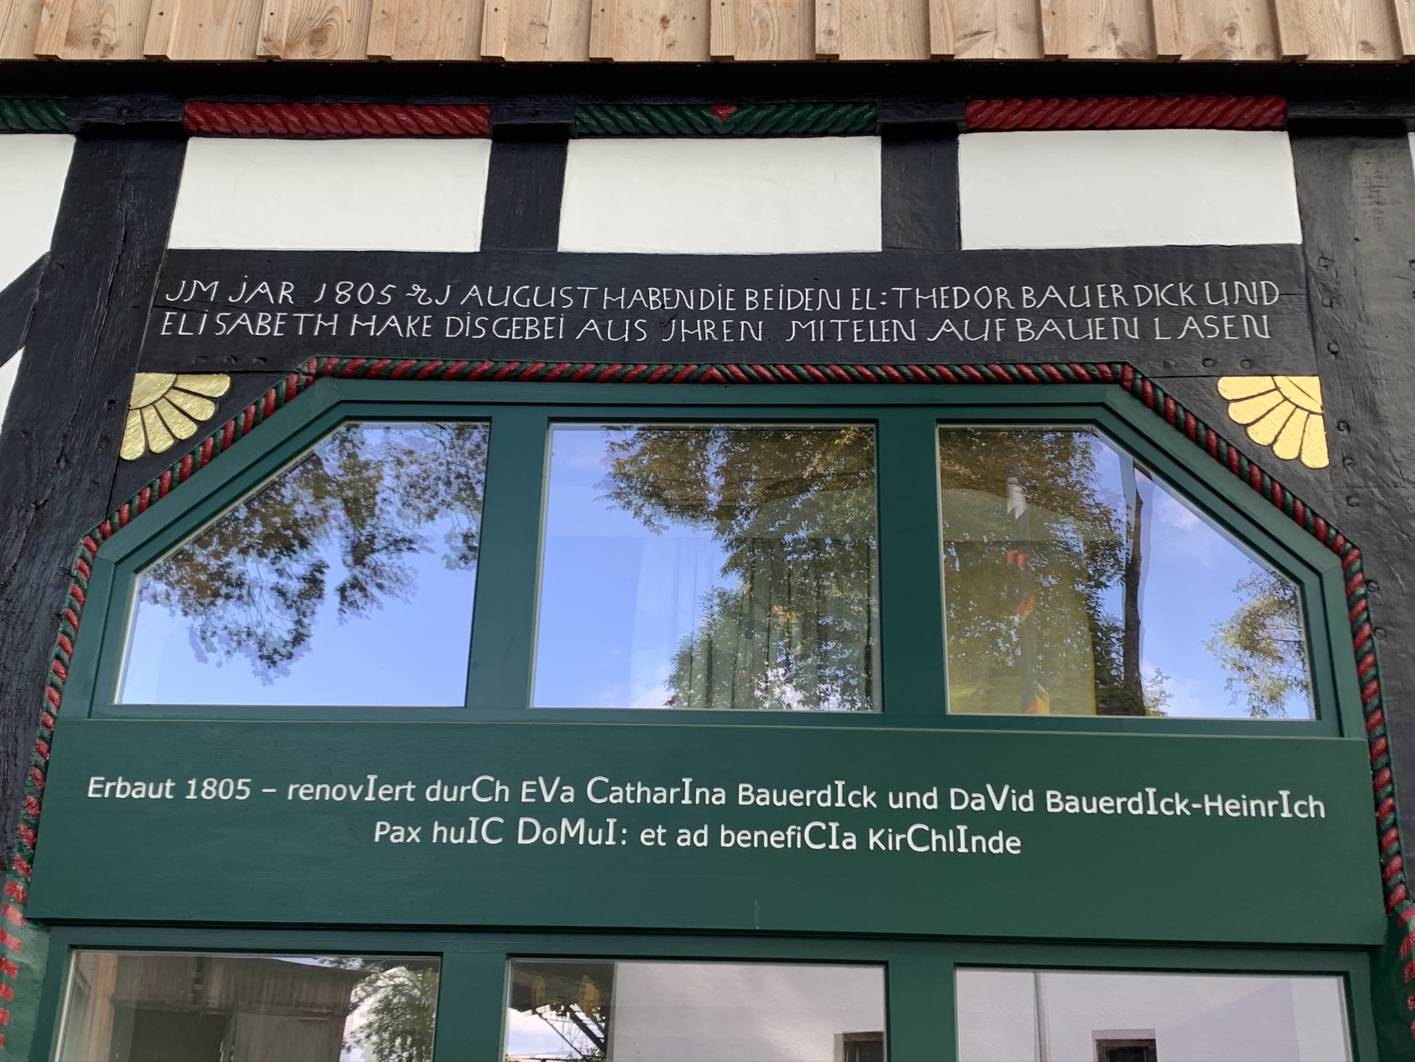 JM JAR 1805 21 AUGUST HABEN DIE BEIDEN EL: THEDOR BAUERDICK UND
ELISABETH HAKE DIS GEBEI AUS JHREN MITELEN AUF BAUEN LASEN
Erbaut 1805 – renovIert durCh EVa CatharIna BauerdIck und DaVid BauerdIck-HeinrIch
Pax huIC DoMuI: et ad benefiCIa KirChlInde